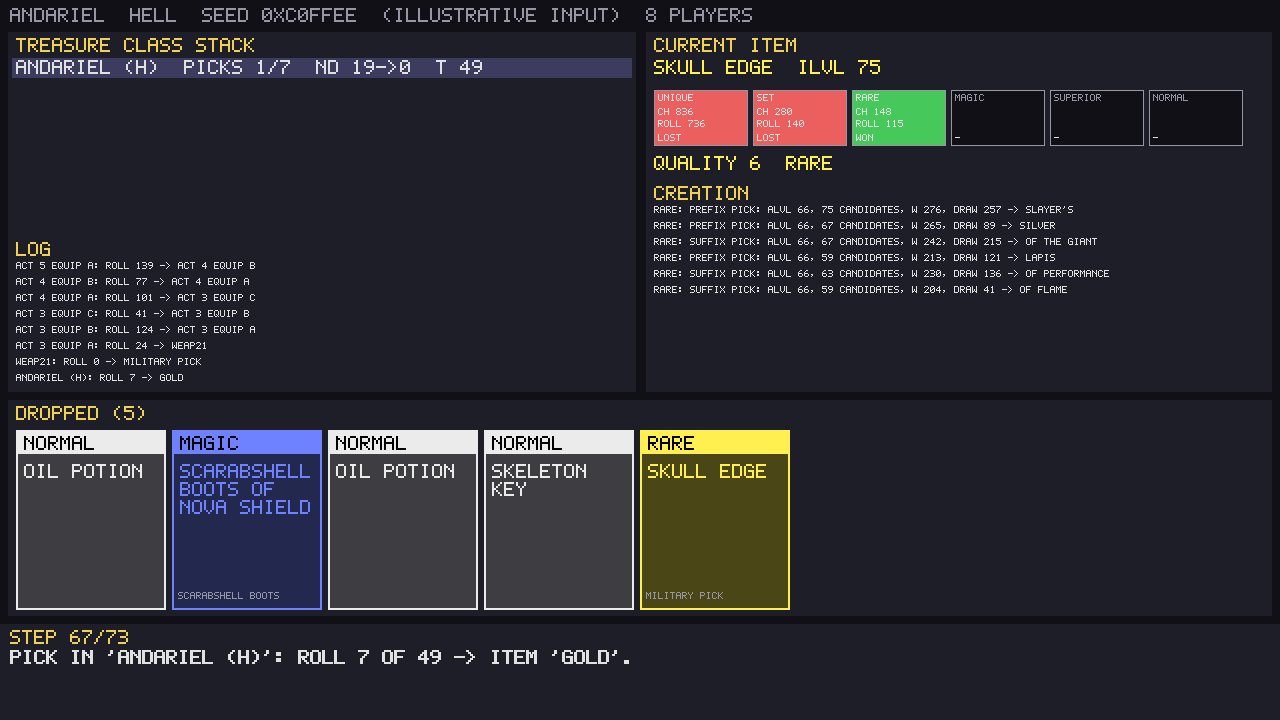 ANDARIEL HELL SEED 0XC0FFEE (ILLUSTRATIVE INPUT) 8 PLAYERS
TREASURE CLASS STACK
ANDARIEL (H) PICKS 1/7 ND 19->0 T 49
LOG
ACT 5 EQUIP A: ROLL 139 -> ACT 4 EQUIP B
ACT 4 EQUIP B: ROLL 77 -> ACT 4 EQUIP A
ACT 4 EQUIP A: ROLL 101 -> ACT 3 EQUIP C
ACT 3 EQUIP C: ROLL 41 -> ACT 3 EQUIP B
ACT 3 EQUIP B: ROLL 124 -> ACT 3 EQUIP A
ACT 3 EQUIP A: ROLL 24 -> WEAP21
WEAP21: ROLL 0 -> MILITARY PICK
ANDARIEL (H): ROLL 7 -> GOLD
CURRENT ITEM
SKULL EDGE ILVL 75
UNIQUE
CH 836
ROLL 736
LOST
SET
CH 280
ROLL 140
LOST
RARE
CH 148
ROLL 115
WON
MAGIC
-
SUPERIOR
-
NORMAL
-
QUALITY 6 RARE
CREATION
RARE: PREFIX PICK: ALVL 66, 75 CANDIDATES, W 276, DRAW 257 -> SLAYER'S
RARE: PREFIX PICK: ALVL 66, 67 CANDIDATES, W 265, DRAW 89 -> SILVER
RARE: SUFFIX PICK: ALVL 66, 67 CANDIDATES, W 242, DRAW 215 -> OF THE GIANT
RARE: PREFIX PICK: ALVL 66, 59 CANDIDATES, W 213, DRAW 121 -> LAPIS
RARE: SUFFIX PICK: ALVL 66, 63 CANDIDATES, W 230, DRAW 136 -> OF PERFORMANCE
RARE: SUFFIX PICK: ALVL 66, 59 CANDIDATES, W 204, DRAW 41 -> OF FLAME
DROPPED (5)
NORMAL
OIL POTION
MAGIC
SCARABSHELL
BOOTS OF
NOVA SHIELD
SCARABSHELL BOOTS
NORMAL
OIL POTION
NORMAL
SKELETON
KEY
RARE
SKULL EDGE
MILITARY PICK
STEP 67/73
PICK IN 'ANDARIEL (H)': ROLL 7 OF 49 -> ITEM 'GOLD'.